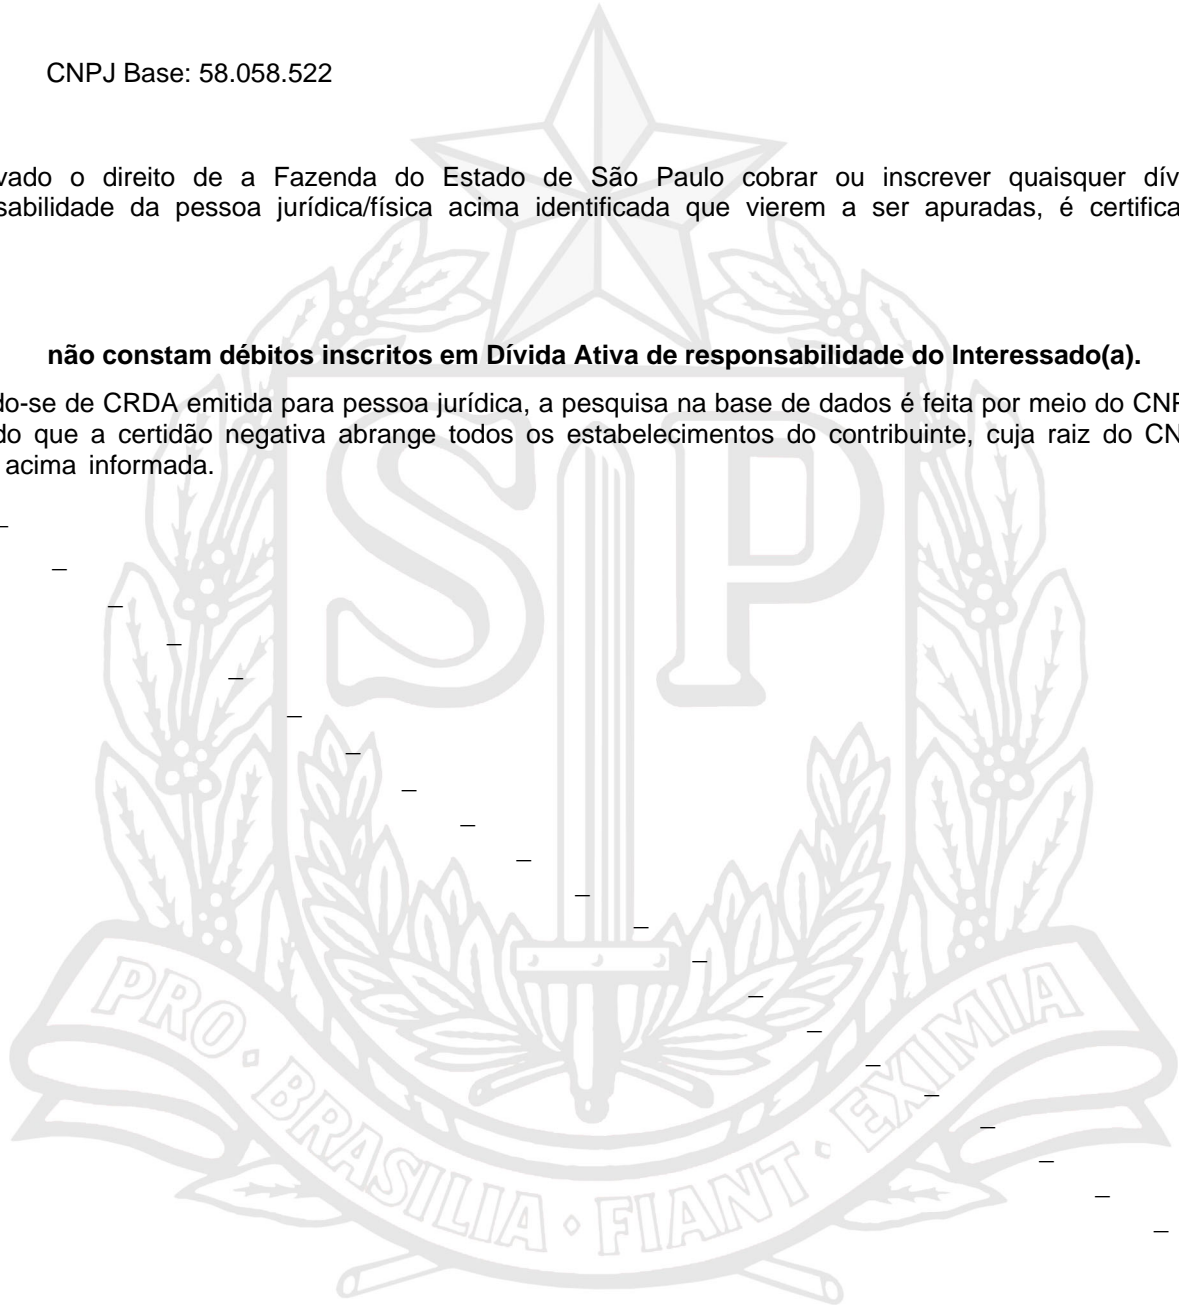 CNPJ Base: 58.058.522
vado o direito de a Fazenda do Estado de São Paulo cobrar ou inscrever quaisquer dív
sabilidade da pessoa jurídica/física acima identificada que vierem a ser apuradas, é certifica
não constam débitos inscritos em Dívida Ativa de responsabilidade do Interessado(a).
do-se de CRDA emitida para pessoa jurídica, a pesquisa na base de dados é feita por meio do CNP
do que a certidão negativa abrange todos os estabelecimentos do contribuinte, cuja raiz do CN
acima informada.
SP
PRO · BRASILIA · FIANT · EXIMIA